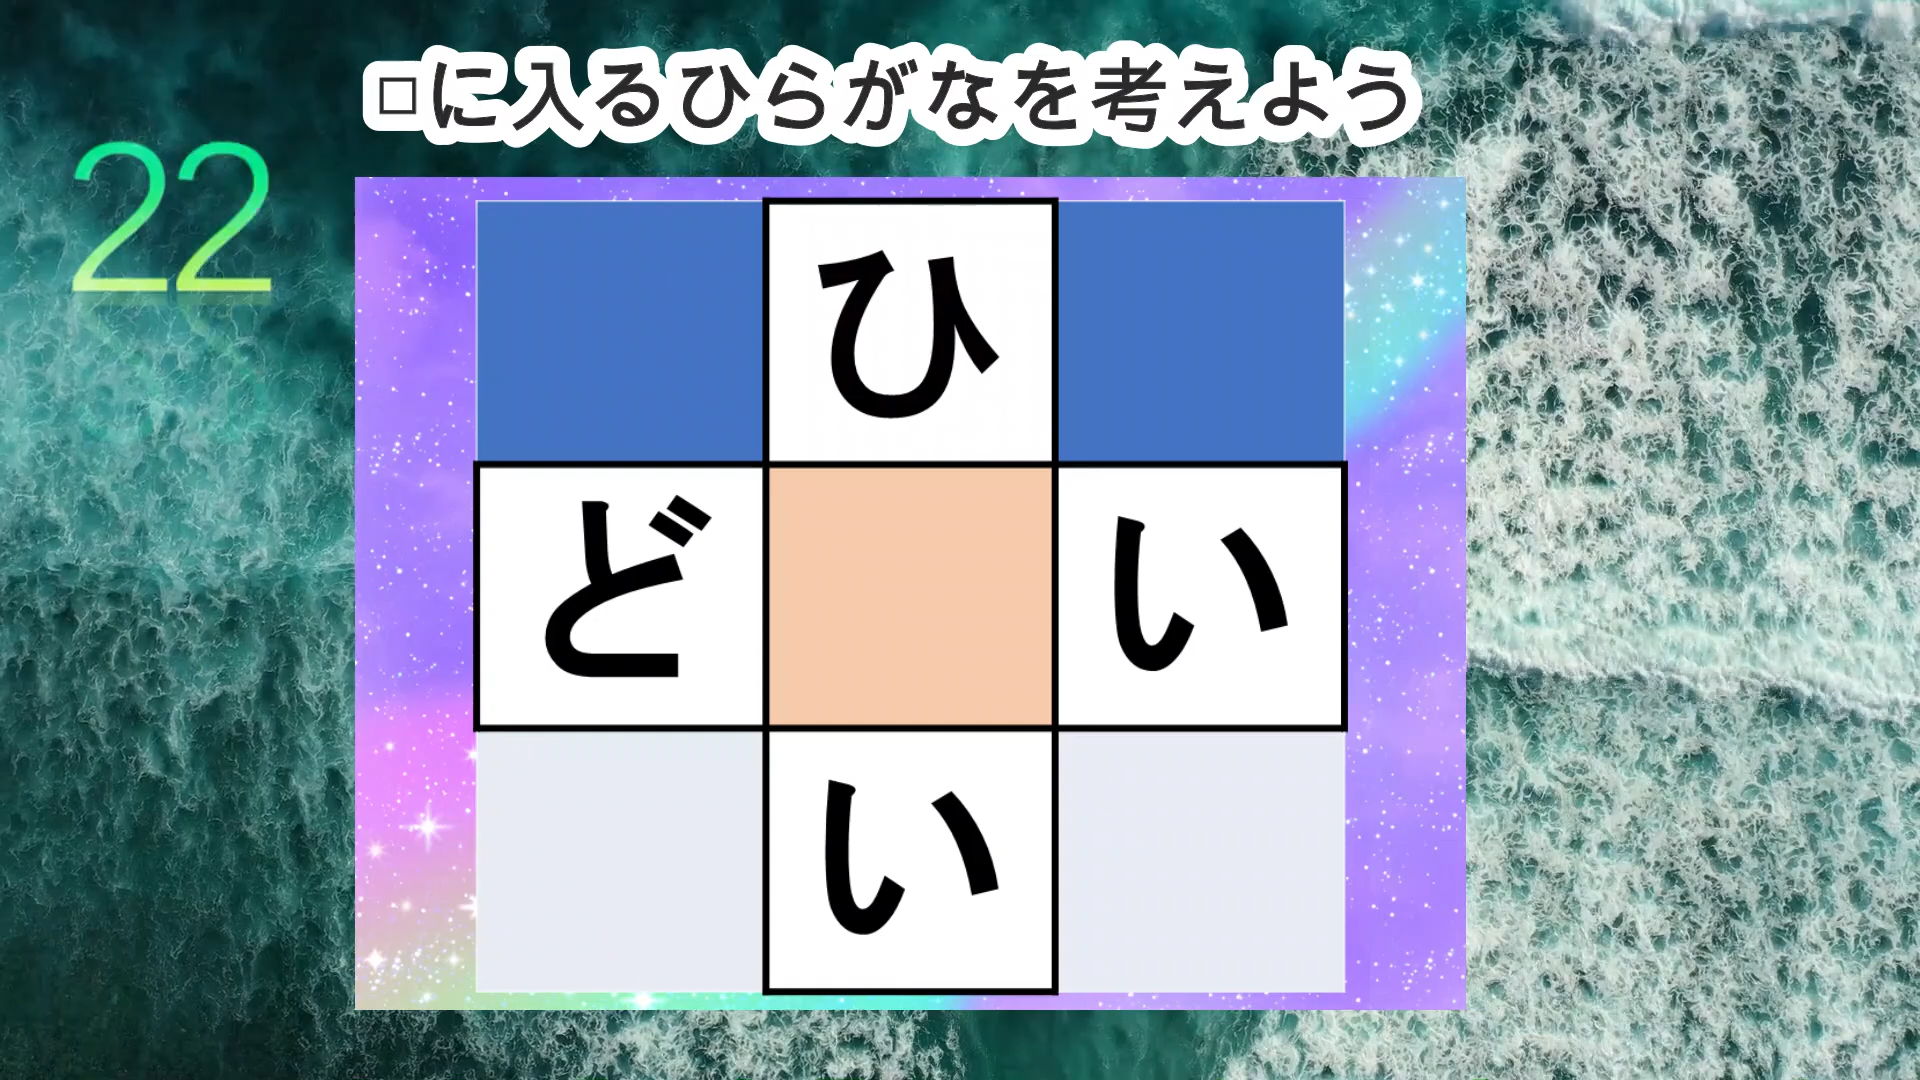 □に入るひらがなを考えよう
22
ひ
ど い
い